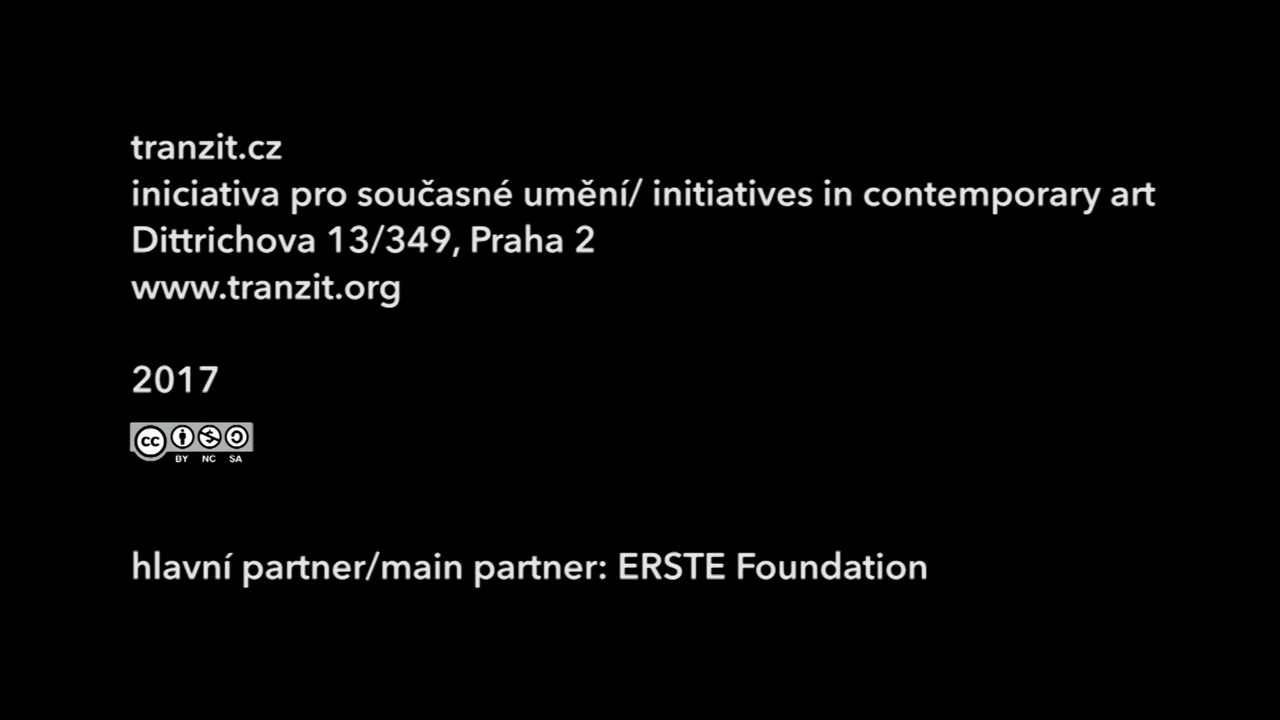 tranzit.cz
iniciativa pro současné umění/ initiatives in contemporary art
Dittrichova 13/349, Praha 2
www.tranzit.org
2017
cc BY NC SA
hlavní partner/main partner: ERSTE Foundation